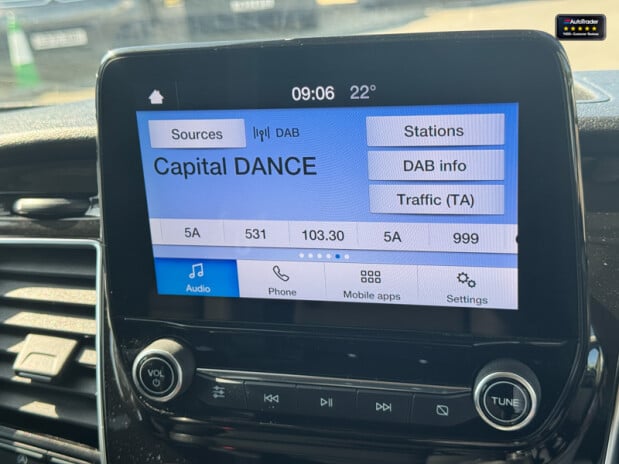 AutoTrader
09:06 22°
Sources DAB Stations
Capital DANCE DAB info
Traffic (TA)
5A 531 103.30 5A 999
Audio Phone Mobile apps Settings
VOL TUNE